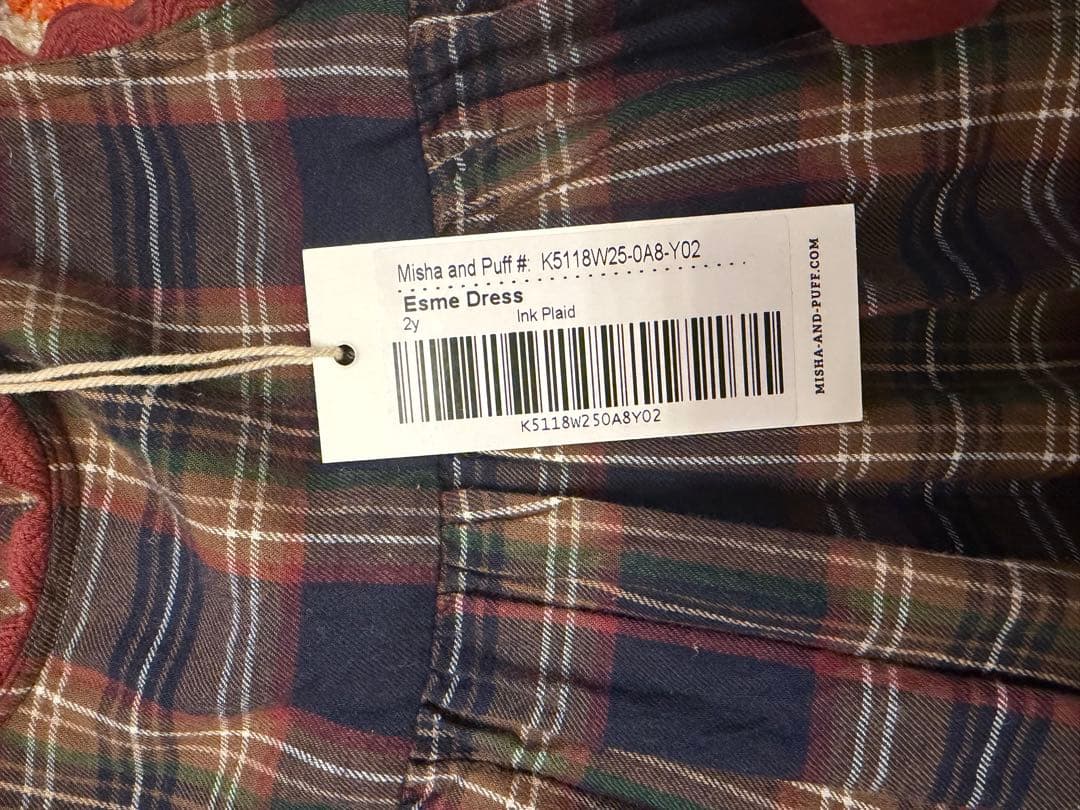 Misha and Puff #: K5118W25-0A8-Y02
Esme Dress
2y Ink Plaid
K5118W250A8Y02
MISHA-AND-PUFF.COM